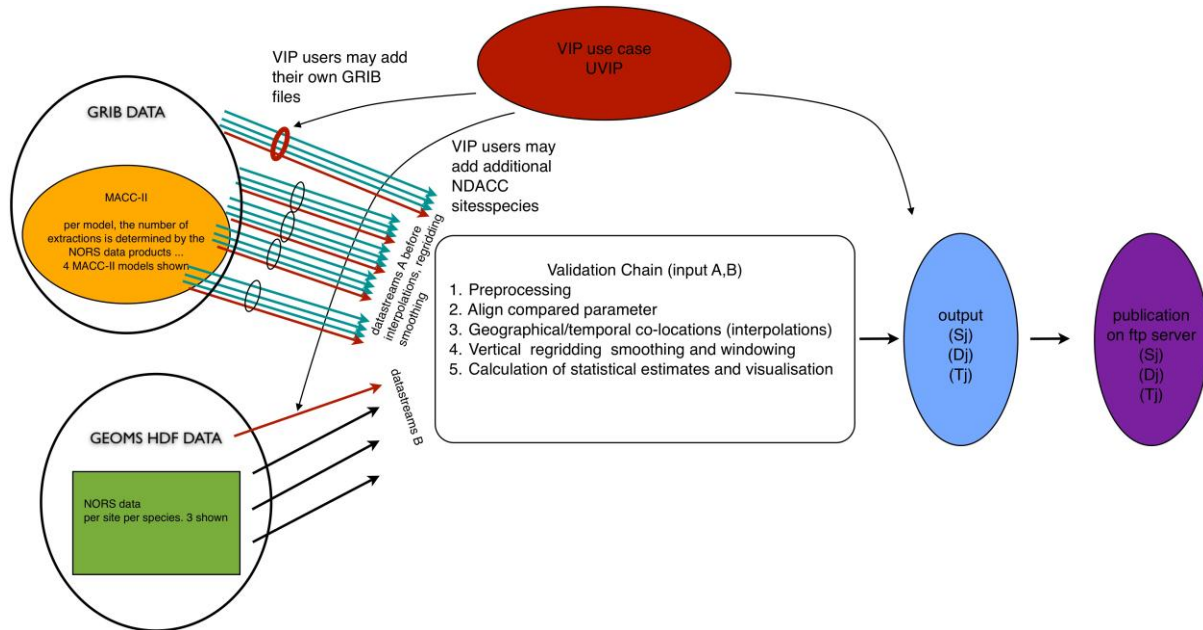 VIP use case
UVIP
VIP users may add
their own GRIB
files
GRIB DATA
MACC-II
per model, the number of
extractions is determined by the
NORS data products ...
4 MACC-II models shown
VIP users may
add additional
NDACC
sitesspecies
datastreams A before
interpolations, regridding
smoothing
Validation Chain (input A,B)
1. Preprocessing
2. Align compared parameter
3. Geographical/temporal co-locations (interpolations)
4. Vertical regridding smoothing and windowing
5. Calculation of statistical estimates and visualisation
output
(Sj)
(Dj)
(Tj)
publication
on ftp server
(Sj)
(Dj)
(Tj)
datastreams B
GEOMS HDF DATA
NORS data
per site per species. 3 shown